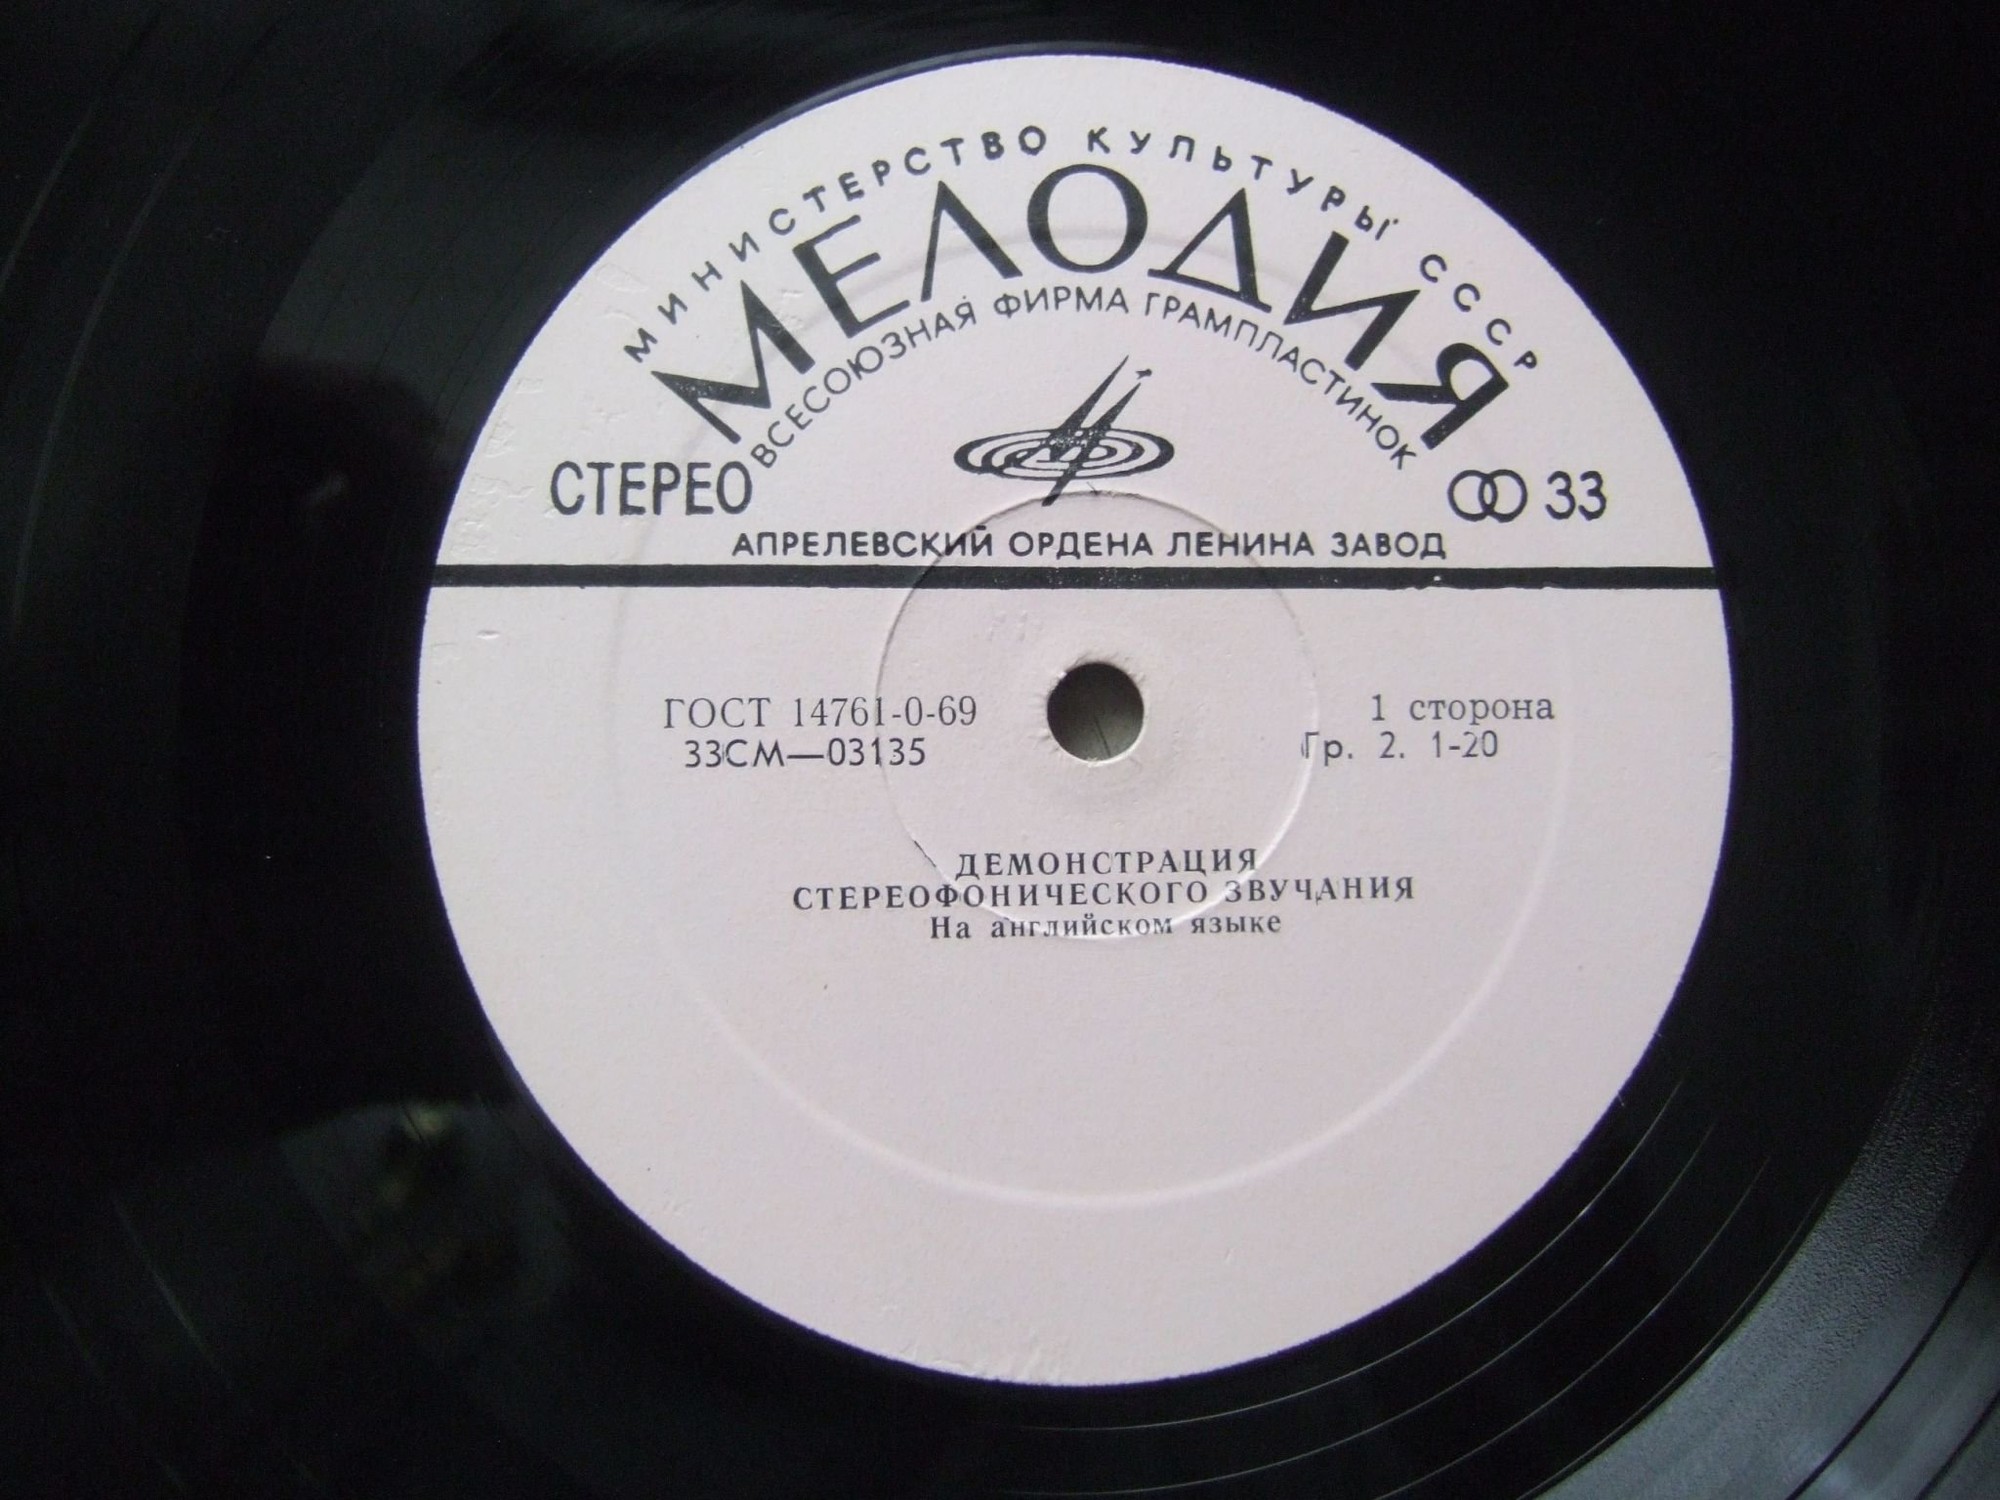 МИНИСТЕРСТВО КУЛЬТУРЫ СССР
МЕЛОДИЯ
ВСЕСОЮЗНАЯ ФИРМА ГРАМПЛАСТИНОК
СТЕРЕО
33
АПРЕЛЕВСКИЙ ОРДЕНА ЛЕНИНА ЗАВОД
ГОСТ 14761-0-69
33СМ—03135
1 сторона
Гр. 2. 1-20
ДЕМОНСТРАЦИЯ
СТЕРЕОФОНИЧЕСКОГО ЗВУЧАНИЯ
На английском языке